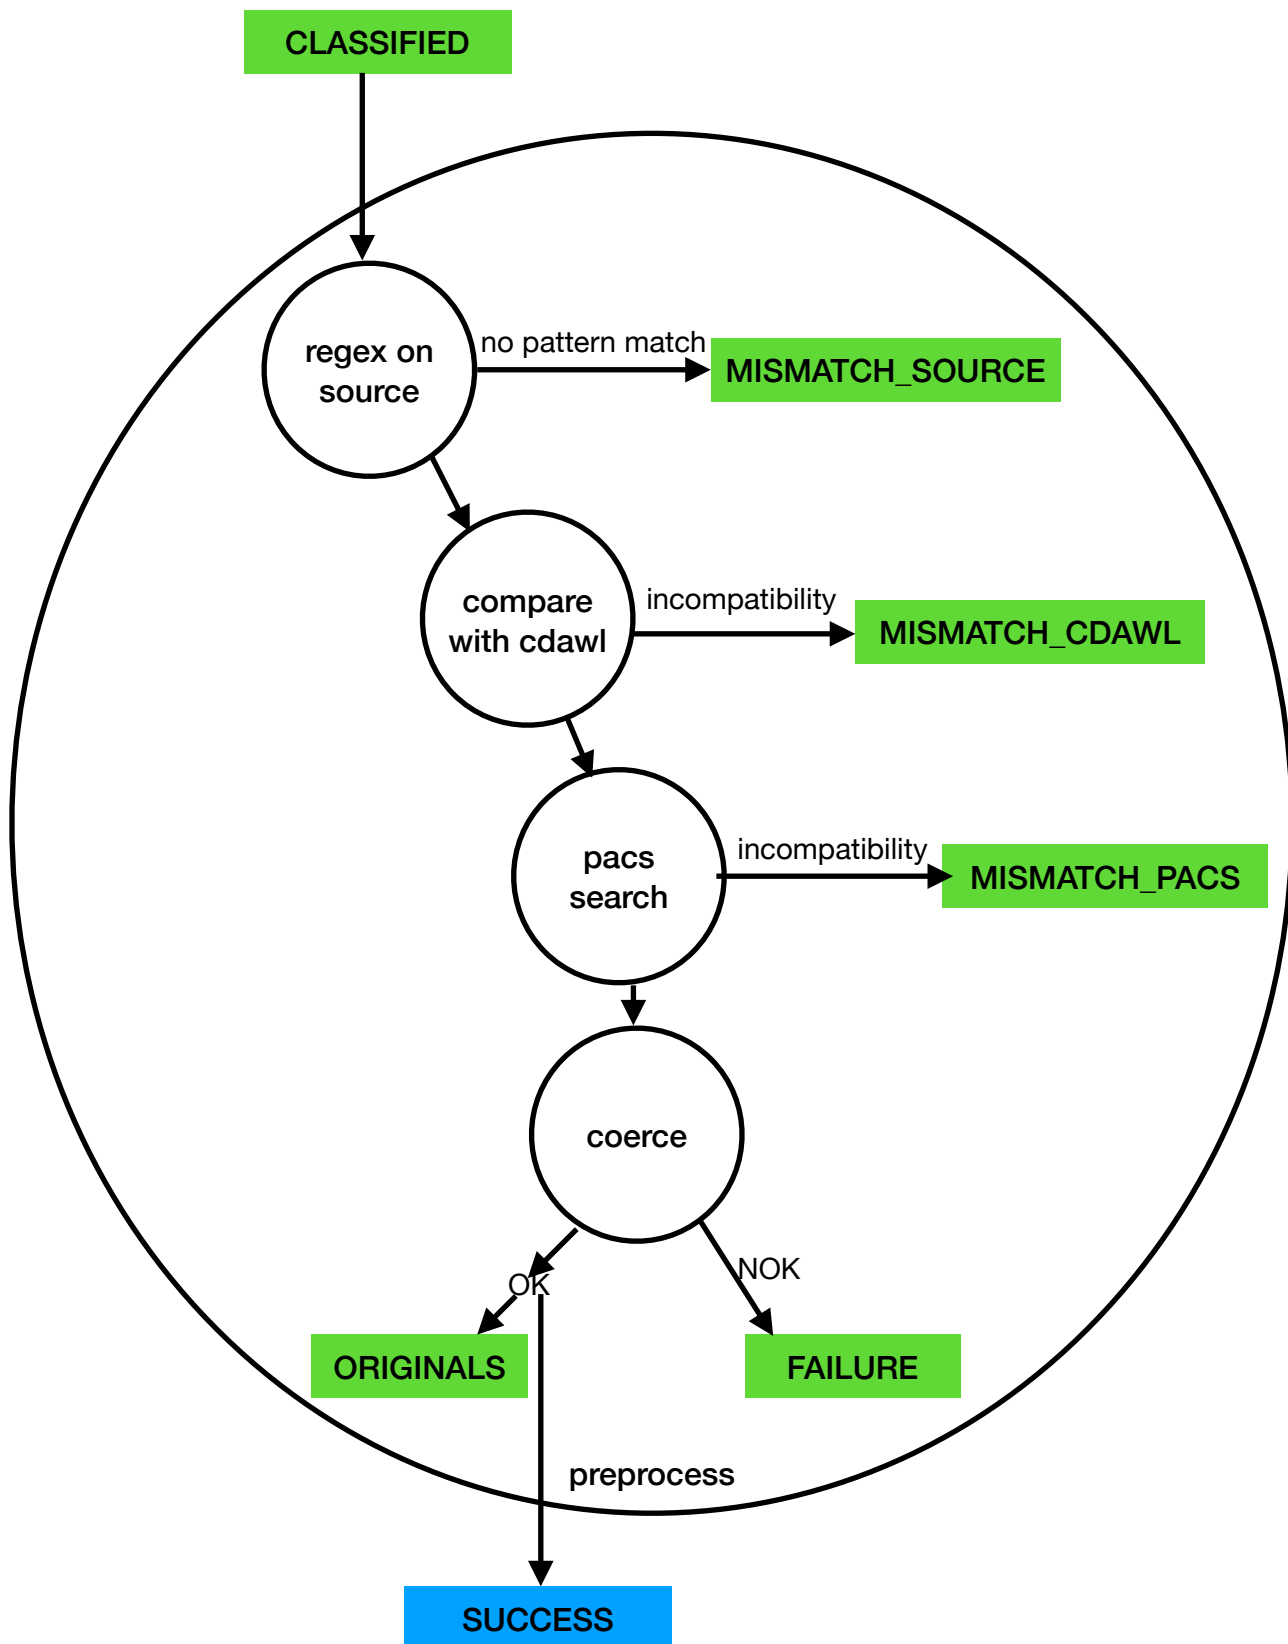 CLASSIFIED
regex on
source
no pattern match
MISMATCH_SOURCE
compare
with cdawl
incompatibility
MISMATCH_CDAWL
pacs
search
incompatibility
MISMATCH_PACS
coerce
OK
NOK
ORIGINALS
FAILURE
preprocess
SUCCESS